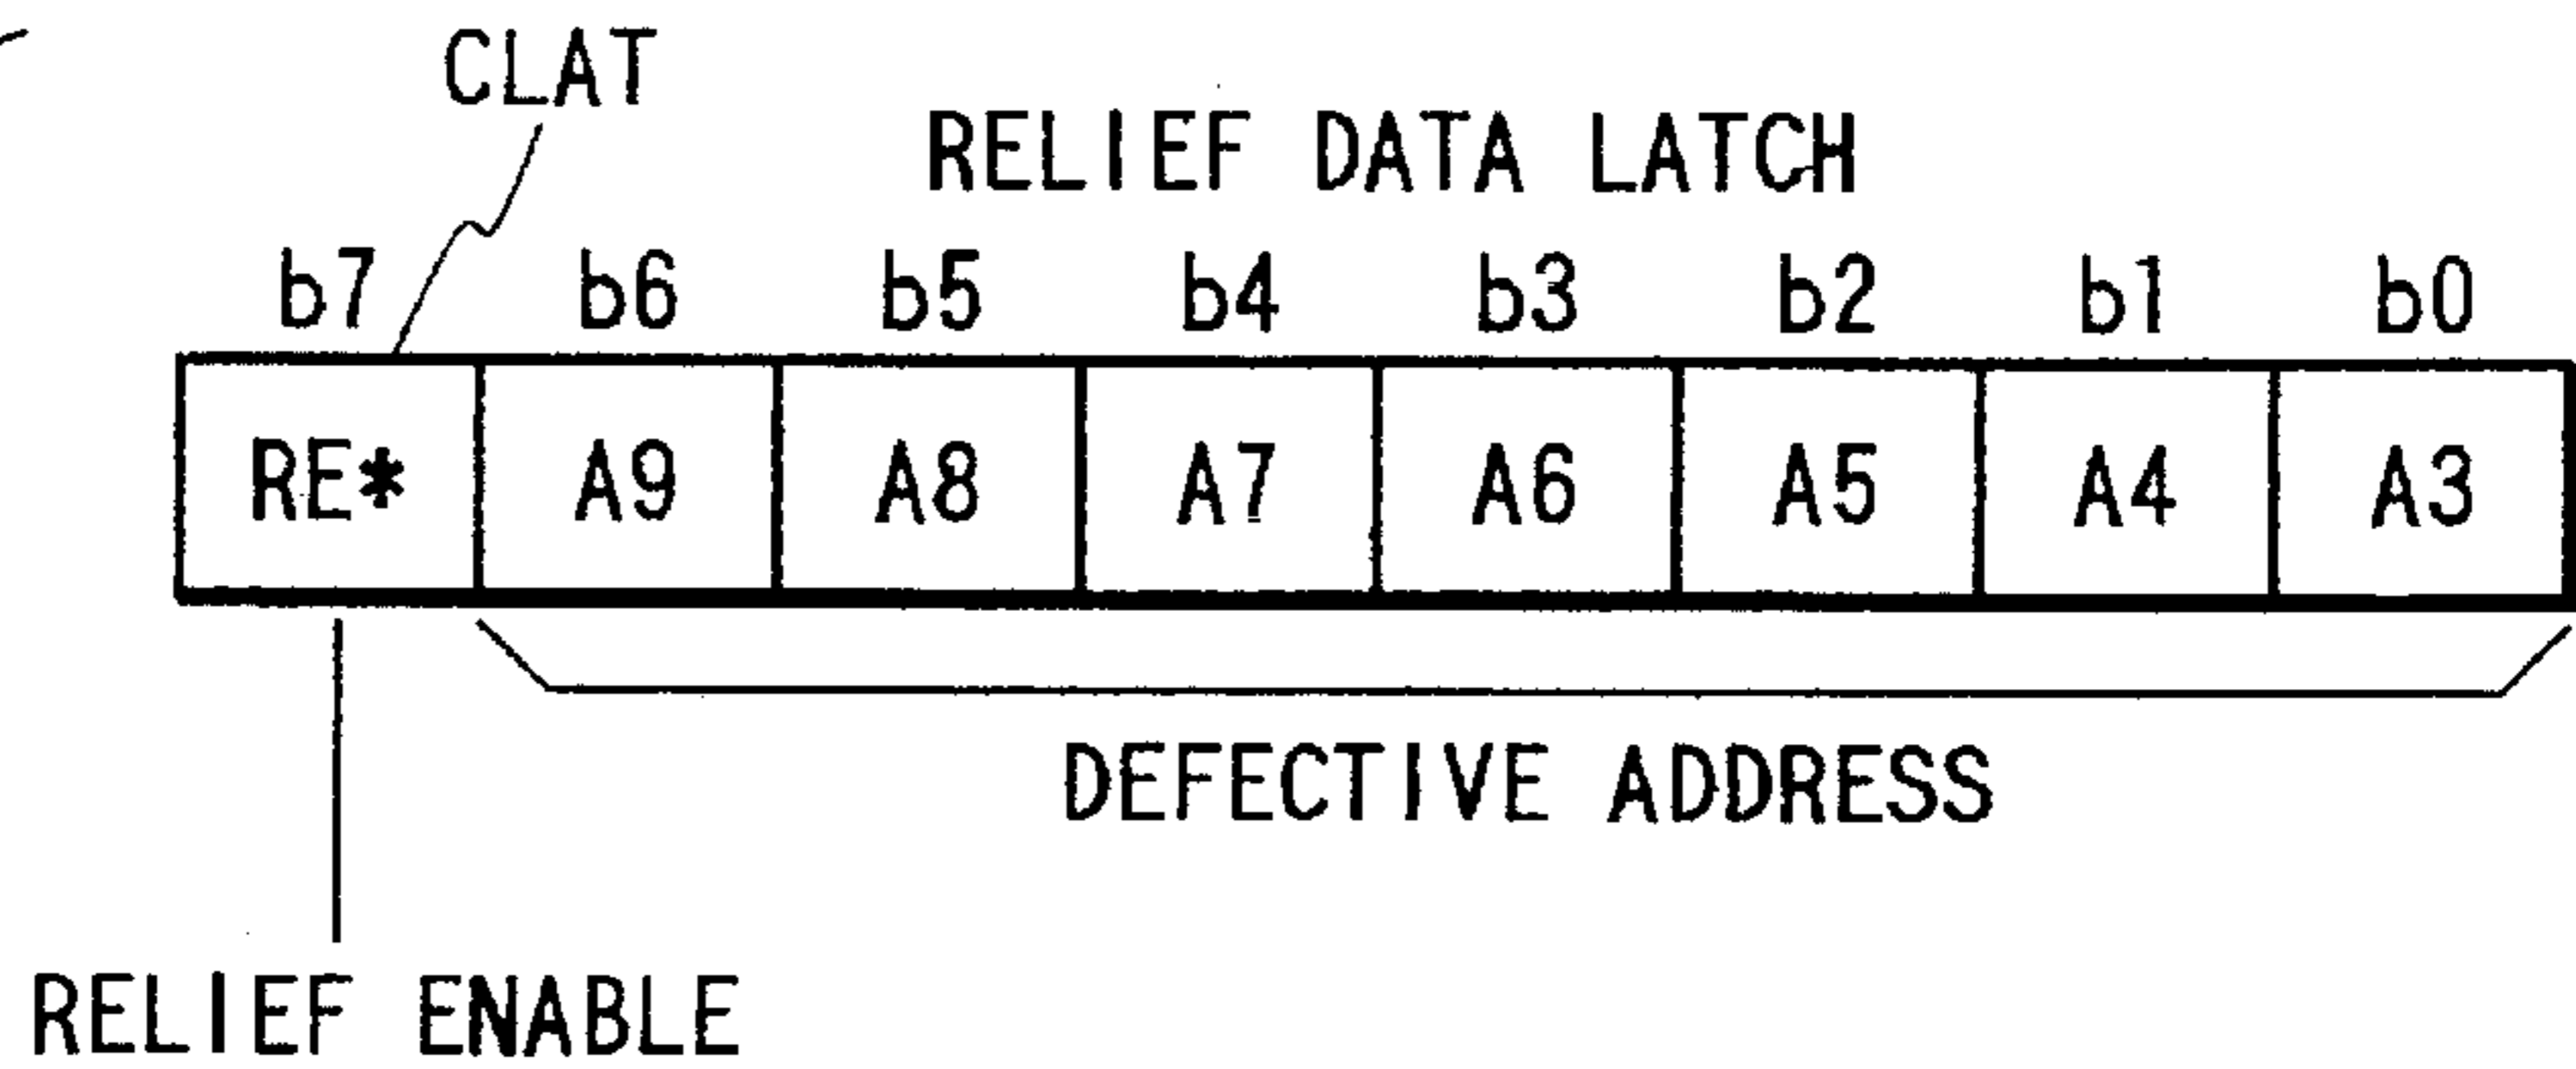 CLAT
RELIEF DATA LATCH
b7 b6 b5 b4 b3 b2 b1 b0
RE* A9 A8 A7 A6 A5 A4 A3
DEFECTIVE ADDRESS
RELIEF ENABLE